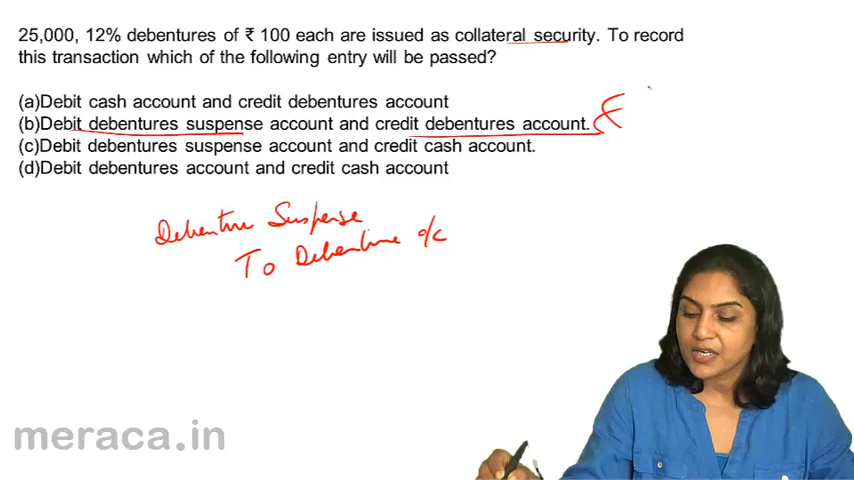 25,000, 12% debentures of ₹ 100 each are issued as collateral security. To record
this transaction which of the following entry will be passed?
(a)Debit cash account and credit debentures account
(b)Debit debentures suspense account and credit debentures account.
(c)Debit debentures suspense account and credit cash account.
(d)Debit debentures account and credit cash account
Debenture Suspense
To Debenture a/c
meraca.in